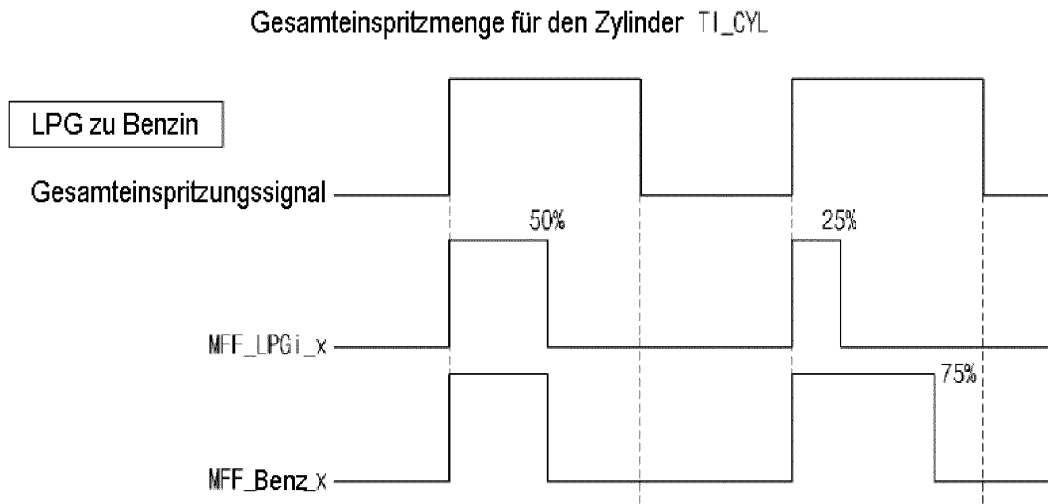 Gesamteinspritzmenge für den Zylinder TI_CYL
LPG zu Benzin
Gesamteinspritzungssignal
50%
25%
MFF_LPGi_x
75%
MFF_Benz_x